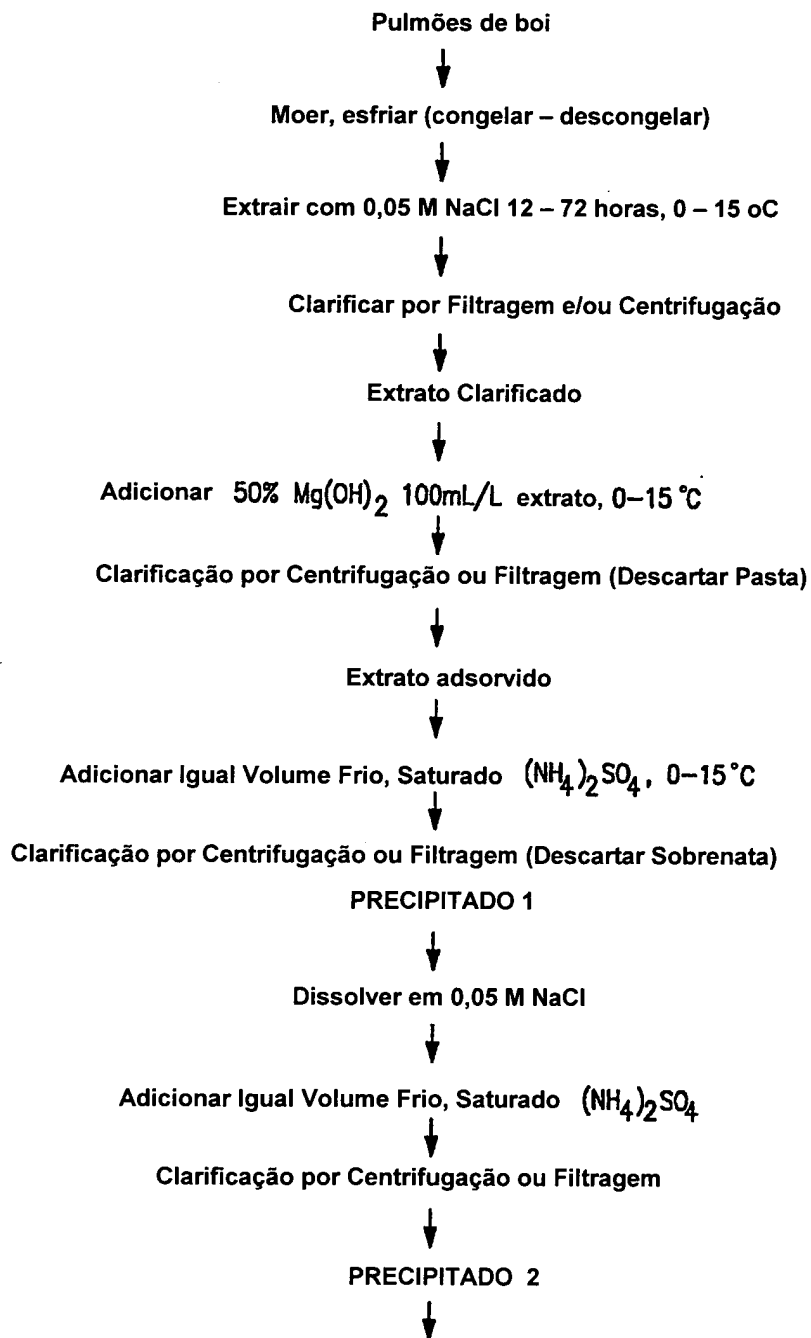 Pulmões de boi
Moer, esfriar (congelar – descongelar)
Extrair com 0,05 M NaCl 12 – 72 horas, 0 – 15 oC
Clarificar por Filtragem e/ou Centrifugação
Extrato Clarificado
Adicionar 50% Mg(OH)2 100mL/L extrato, 0–15 °C
Clarificação por Centrifugação ou Filtragem (Descartar Pasta)
Extrato adsorvido
Adicionar Igual Volume Frio, Saturado (NH4)2SO4, 0–15°C
Clarificação por Centrifugação ou Filtragem (Descartar Sobrenata)
PRECIPITADO 1
Dissolver em 0,05 M NaCl
Adicionar Igual Volume Frio, Saturado (NH4)2SO4
Clarificação por Centrifugação ou Filtragem
PRECIPITADO 2